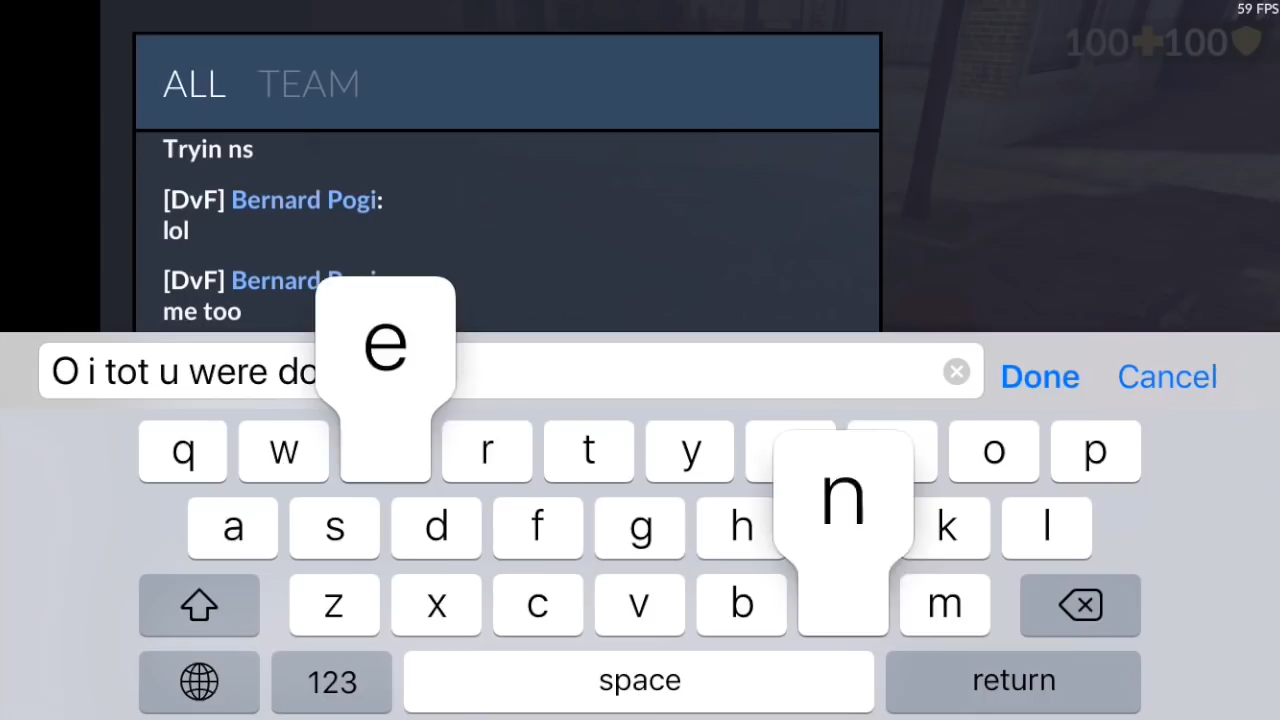 59 FPS
100 100
ALL TEAM
Tryin ns
[DvF] Bernard Pogi:
lol
[DvF] Bernard
me too
O i tot u were do
Done
Cancel
e
q w r t y o p
n
a s d f g h k l
z x c v b m
123 space return